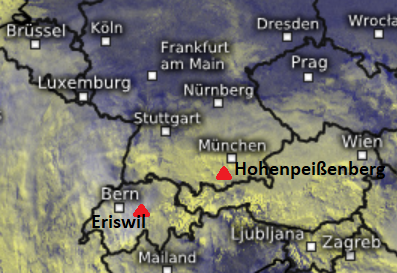 Brüssel
Köln
Dresden
Wrocła
Frankfurt
am Main
Prag
Luxemburg
Nürnberg
Stuttgart
München
Wien
Hohenpeißenberg
Bern
Eriswil
Ljubljana
Zagreb
Mailand